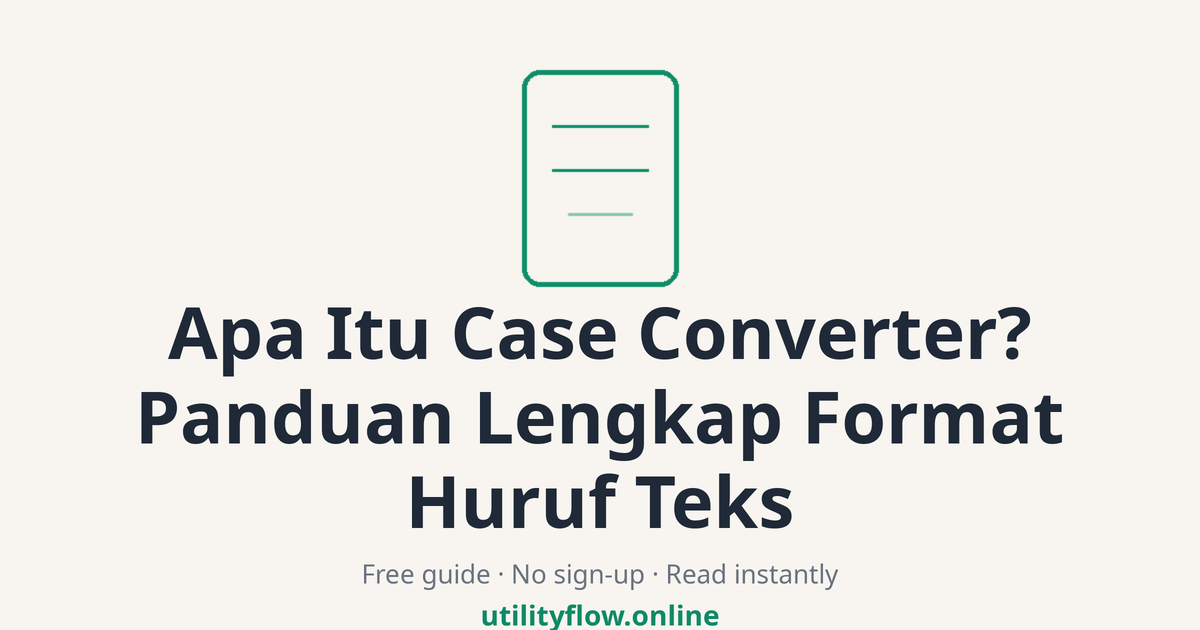 Apa Itu Case Converter?
Panduan Lengkap Format
Huruf Teks
Free guide · No sign-up · Read instantly
utilityflow.online